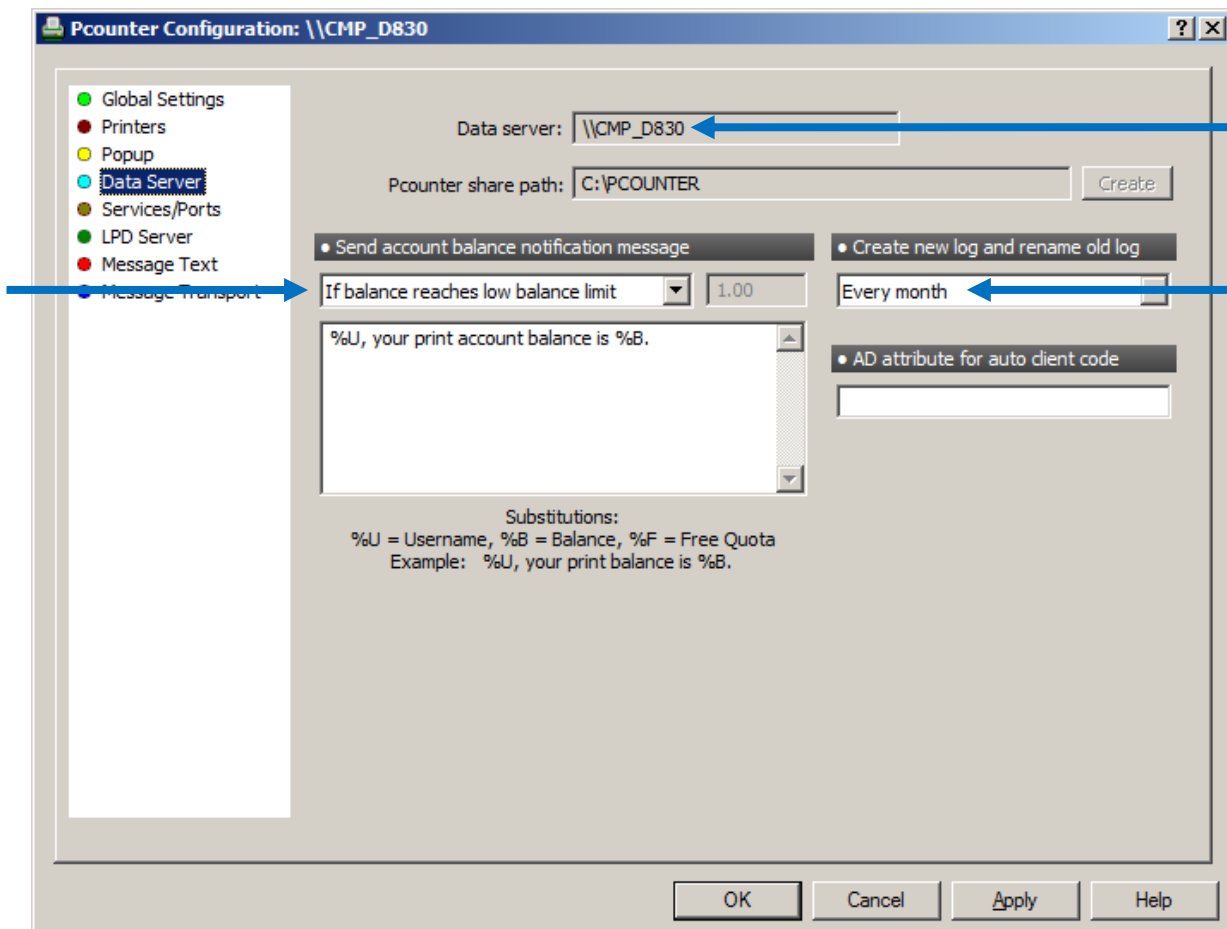 Pcounter Configuration: \\CMP_D830
Global Settings
Printers
Popup
Data Server
Services/Ports
LPD Server
Message Text
Message Transport
Data server: \\CMP_D830
Pcounter share path: C:\PCOUNTER Create
• Send account balance notification message
If balance reaches low balance limit 1.00
%U, your print account balance is %B.
Substitutions:
%U = Username, %B = Balance, %F = Free Quota
Example: %U, your print balance is %B.
• Create new log and rename old log
Every month
• AD attribute for auto client code
OK Cancel Apply Help